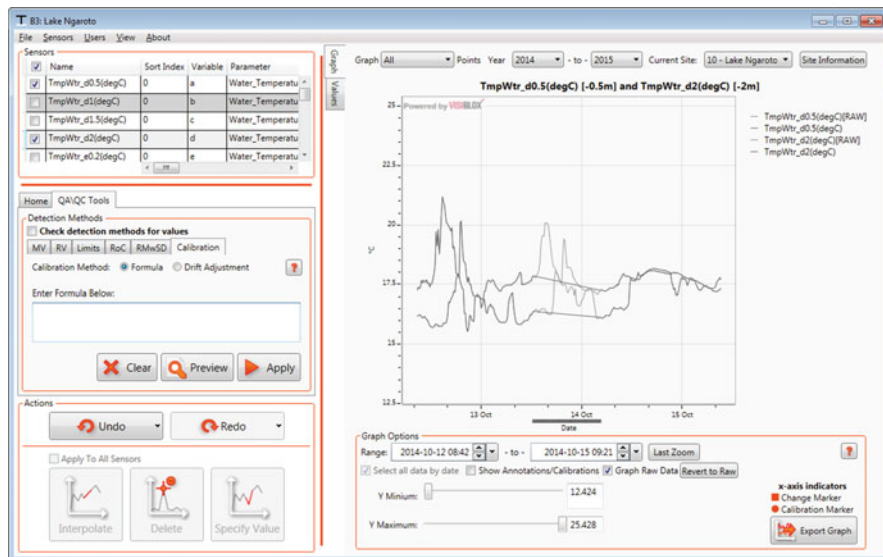 B3: Lake Ngaroto
File Sensors Users View About
Sensors
Name Sort Index Variable Parameter
TmpWtr_d0.5(degC) 0 a Water_Temperatu
TmpWtr_d1(degC) 0 b Water_Temperatu
TmpWtr_d1.5(degC) 0 c Water_Temperatu
TmpWtr_d2(degC) 0 d Water_Temperatu
TmpWtr_e0.2(degC) 0 e Water_Temperatu
Home QA\QC Tools
Detection Methods
Check detection methods for values
MV RV Limits RoC RMwSD Calibration
Calibration Method: Formula Drift Adjustment ?
Enter Formula Below:
Clear Preview Apply
Actions
Undo Redo
Apply To All Sensors
Interpolate Delete Specify Value
Graph
Values
Graph All Points Year 2014 - to - 2015 Current Site: 10 - Lake Ngaroto Site Information
TmpWtr_d0.5(degC) [-0.5m] and TmpWtr_d2(degC) [-2m]
Powered by VISIBLOX
TmpWtr_d0.5(degC)[RAW]
TmpWtr_d0.5(degC)
TmpWtr_d2(degC)[RAW]
TmpWtr_d2(degC)
25
22.5
20
17.5
15
12.5
°C
13 Oct 14 Oct 15 Oct
Date
Graph Options
Range: 2014-10-12 08:42 - to - 2014-10-15 09:21 Last Zoom ?
Select all data by date Show Annotations/Calibrations Graph Raw Data Revert to Raw
Y Minium: 12.424
Y Maximum: 25.428
x-axis indicators
Change Marker
Calibration Marker
Export Graph